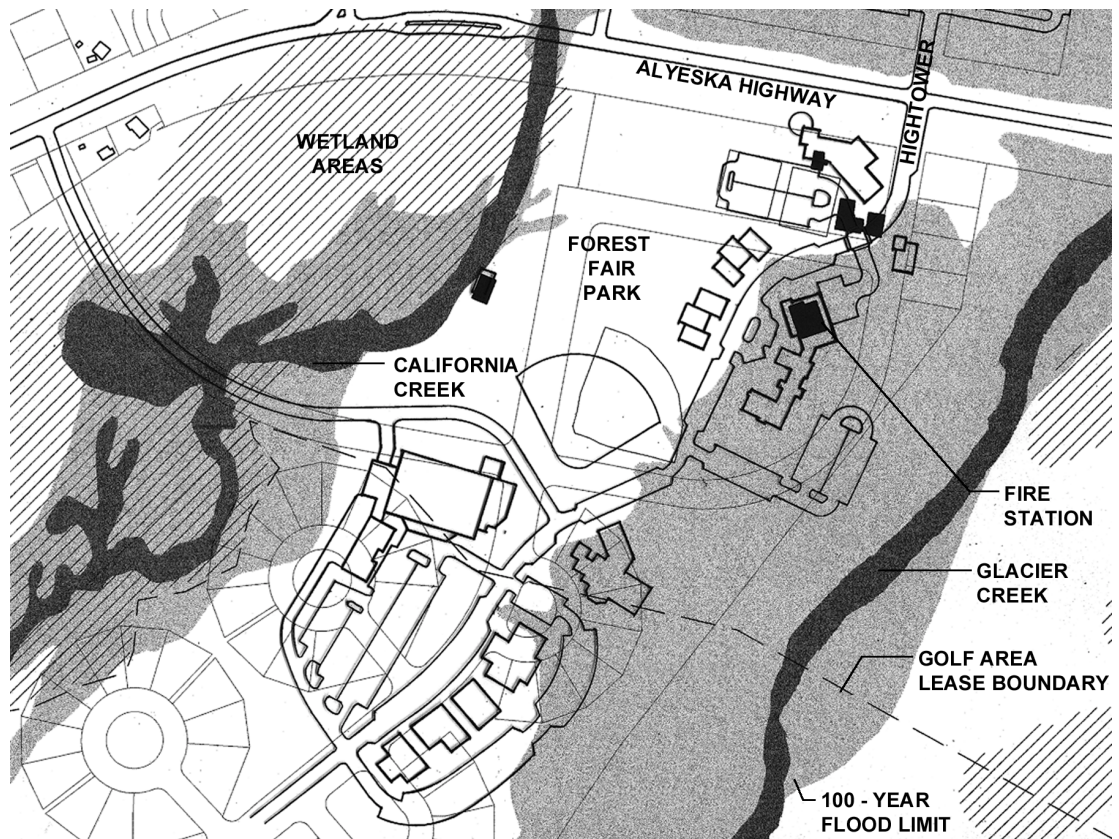 ALYESKA HIGHWAY
HIGHTOWER
WETLAND
AREAS
FOREST
FAIR
PARK
CALIFORNIA
CREEK
FIRE
STATION
GLACIER
CREEK
GOLF AREA
LEASE BOUNDARY
100 - YEAR
FLOOD LIMIT